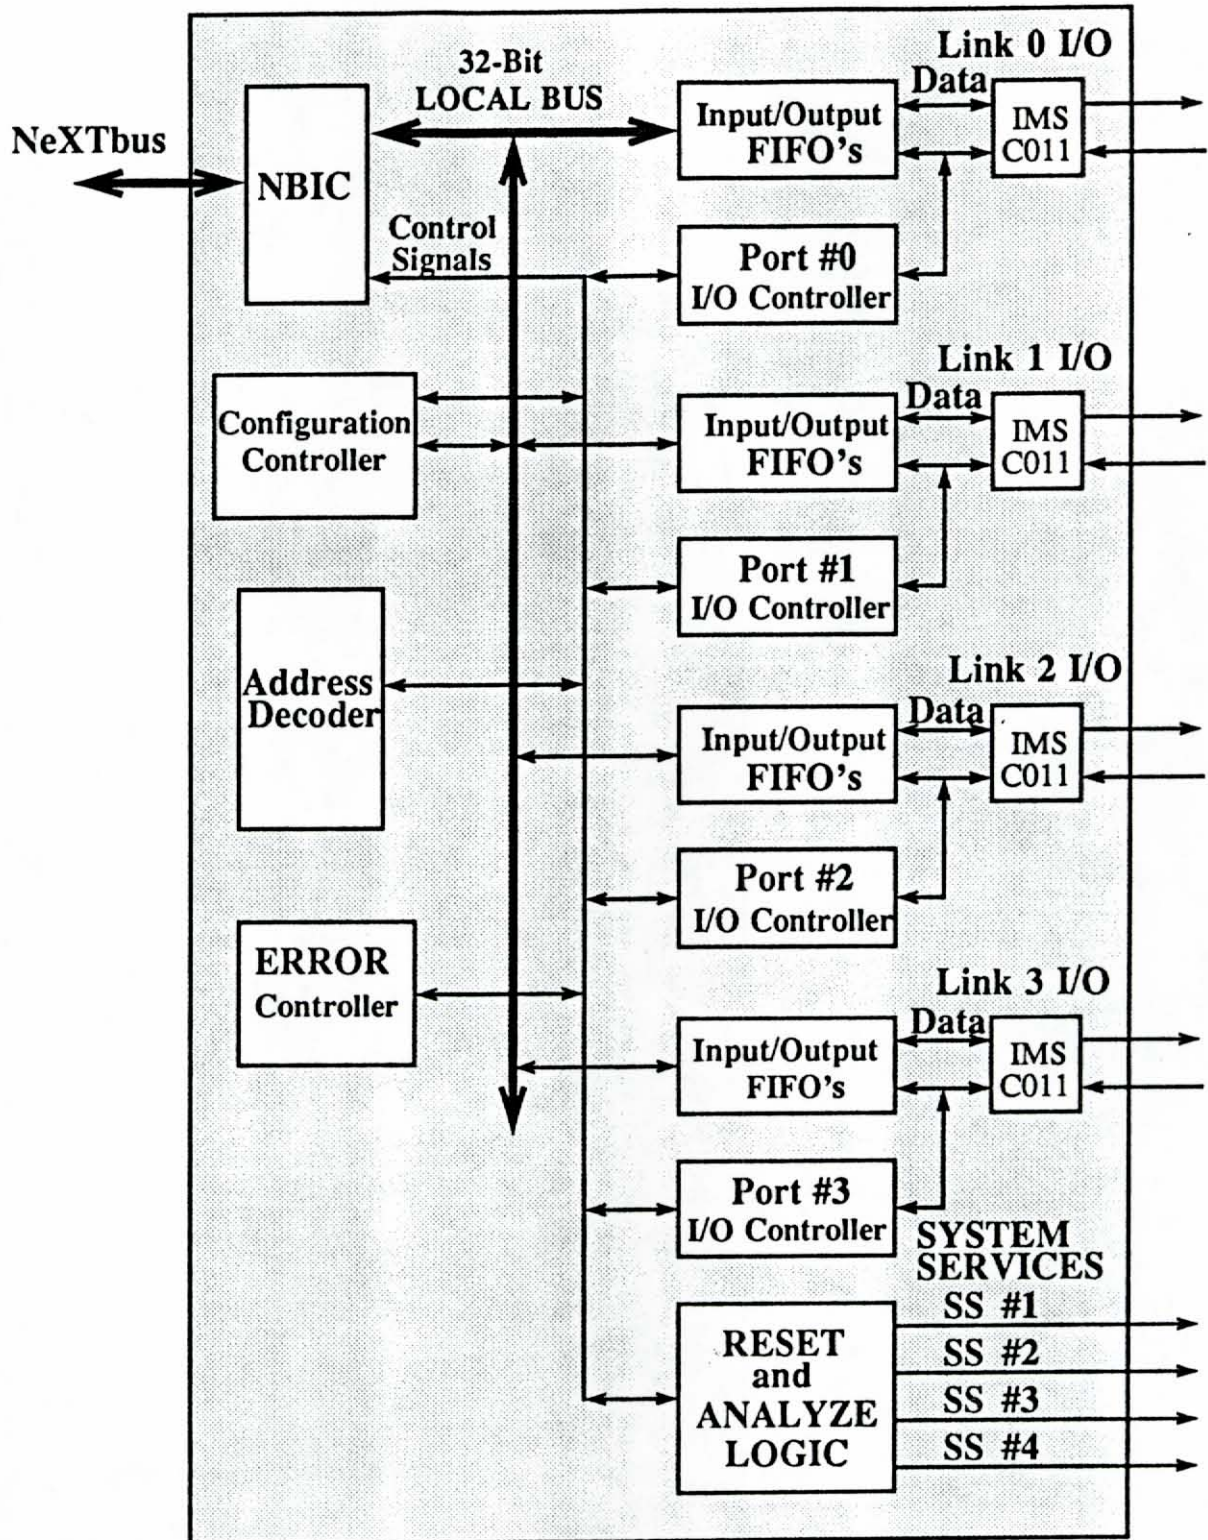 Link 0 I/O
32-Bit
LOCAL BUS
Data
NeXTbus
NBIC
Input/Output
FIFO's
IMS
C011
Control
Signals
Port #0
I/O Controller
Link 1 I/O
Configuration
Controller
Data
Input/Output
FIFO's
IMS
C011
Port #1
I/O Controller
Address
Decoder
Link 2 I/O
Data
Input/Output
FIFO's
IMS
C011
Port #2
I/O Controller
ERROR
Controller
Link 3 I/O
Data
Input/Output
FIFO's
IMS
C011
Port #3
I/O Controller
SYSTEM
SERVICES
RESET
and
ANALYZE
LOGIC
SS #1
SS #2
SS #3
SS #4